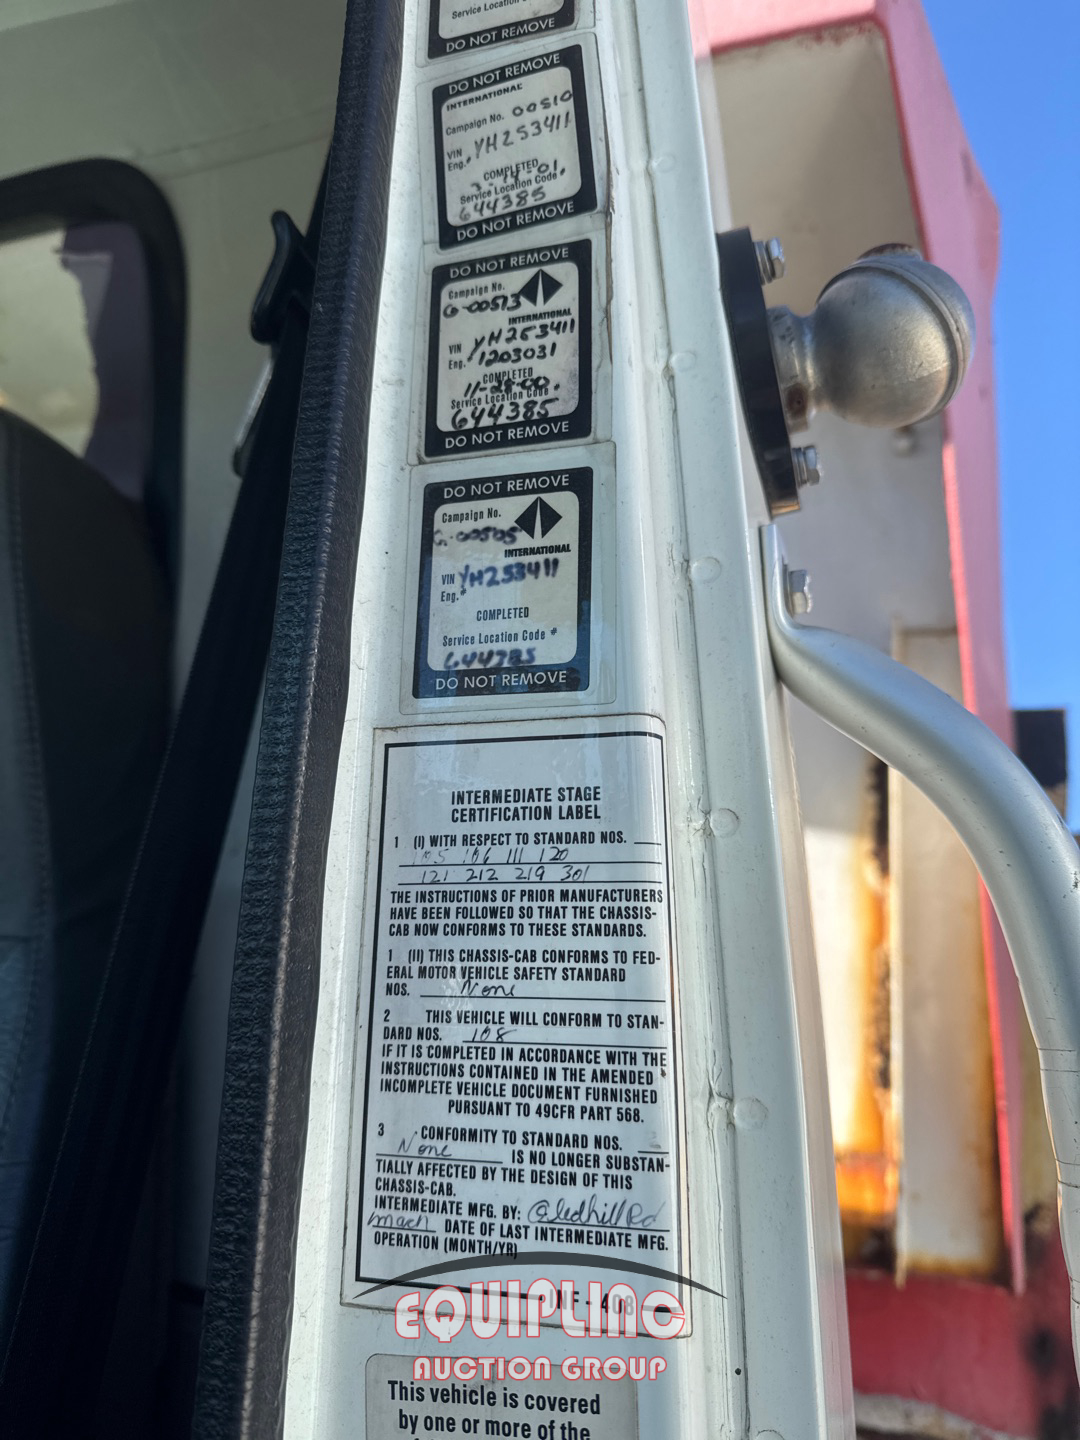 Service Location
DO NOT REMOVE
DO NOT REMOVE
INTERNATIONAL
Campaign No. 00510
VIN YH253411
Eng.#
COMPLETED
Service Location Code #
644385
DO NOT REMOVE
DO NOT REMOVE
Campaign No.
G-00513
INTERNATIONAL
VIN YH253411
Eng.# 1203031
COMPLETED
11-28-00
Service Location Code #
644385
DO NOT REMOVE
DO NOT REMOVE
Campaign No.
G-00505
INTERNATIONAL
VIN YH253411
Eng.#
COMPLETED
Service Location Code #
644385
DO NOT REMOVE
INTERMEDIATE STAGE
CERTIFICATION LABEL
1 (I) WITH RESPECT TO STANDARD NOS.
105 106 111 120
121 212 219 301
THE INSTRUCTIONS OF PRIOR MANUFACTURERS
HAVE BEEN FOLLOWED SO THAT THE CHASSIS-
CAB NOW CONFORMS TO THESE STANDARDS.
1 (II) THIS CHASSIS-CAB CONFORMS TO FED-
ERAL MOTOR VEHICLE SAFETY STANDARD
NOS. None
2 THIS VEHICLE WILL CONFORM TO STAN-
DARD NOS. 108
IF IT IS COMPLETED IN ACCORDANCE WITH THE
INSTRUCTIONS CONTAINED IN THE AMENDED
INCOMPLETE VEHICLE DOCUMENT FURNISHED
PURSUANT TO 49CFR PART 568.
3 CONFORMITY TO STANDARD NOS.
None IS NO LONGER SUBSTAN-
TIALLY AFFECTED BY THE DESIGN OF THIS
CHASSIS-CAB.
INTERMEDIATE MFG. BY:
DATE OF LAST INTERMEDIATE MFG.
OPERATION (MONTH/YR)
INF - 408
EQUIPLINC
AUCTION GROUP
This vehicle is covered
by one or more of the